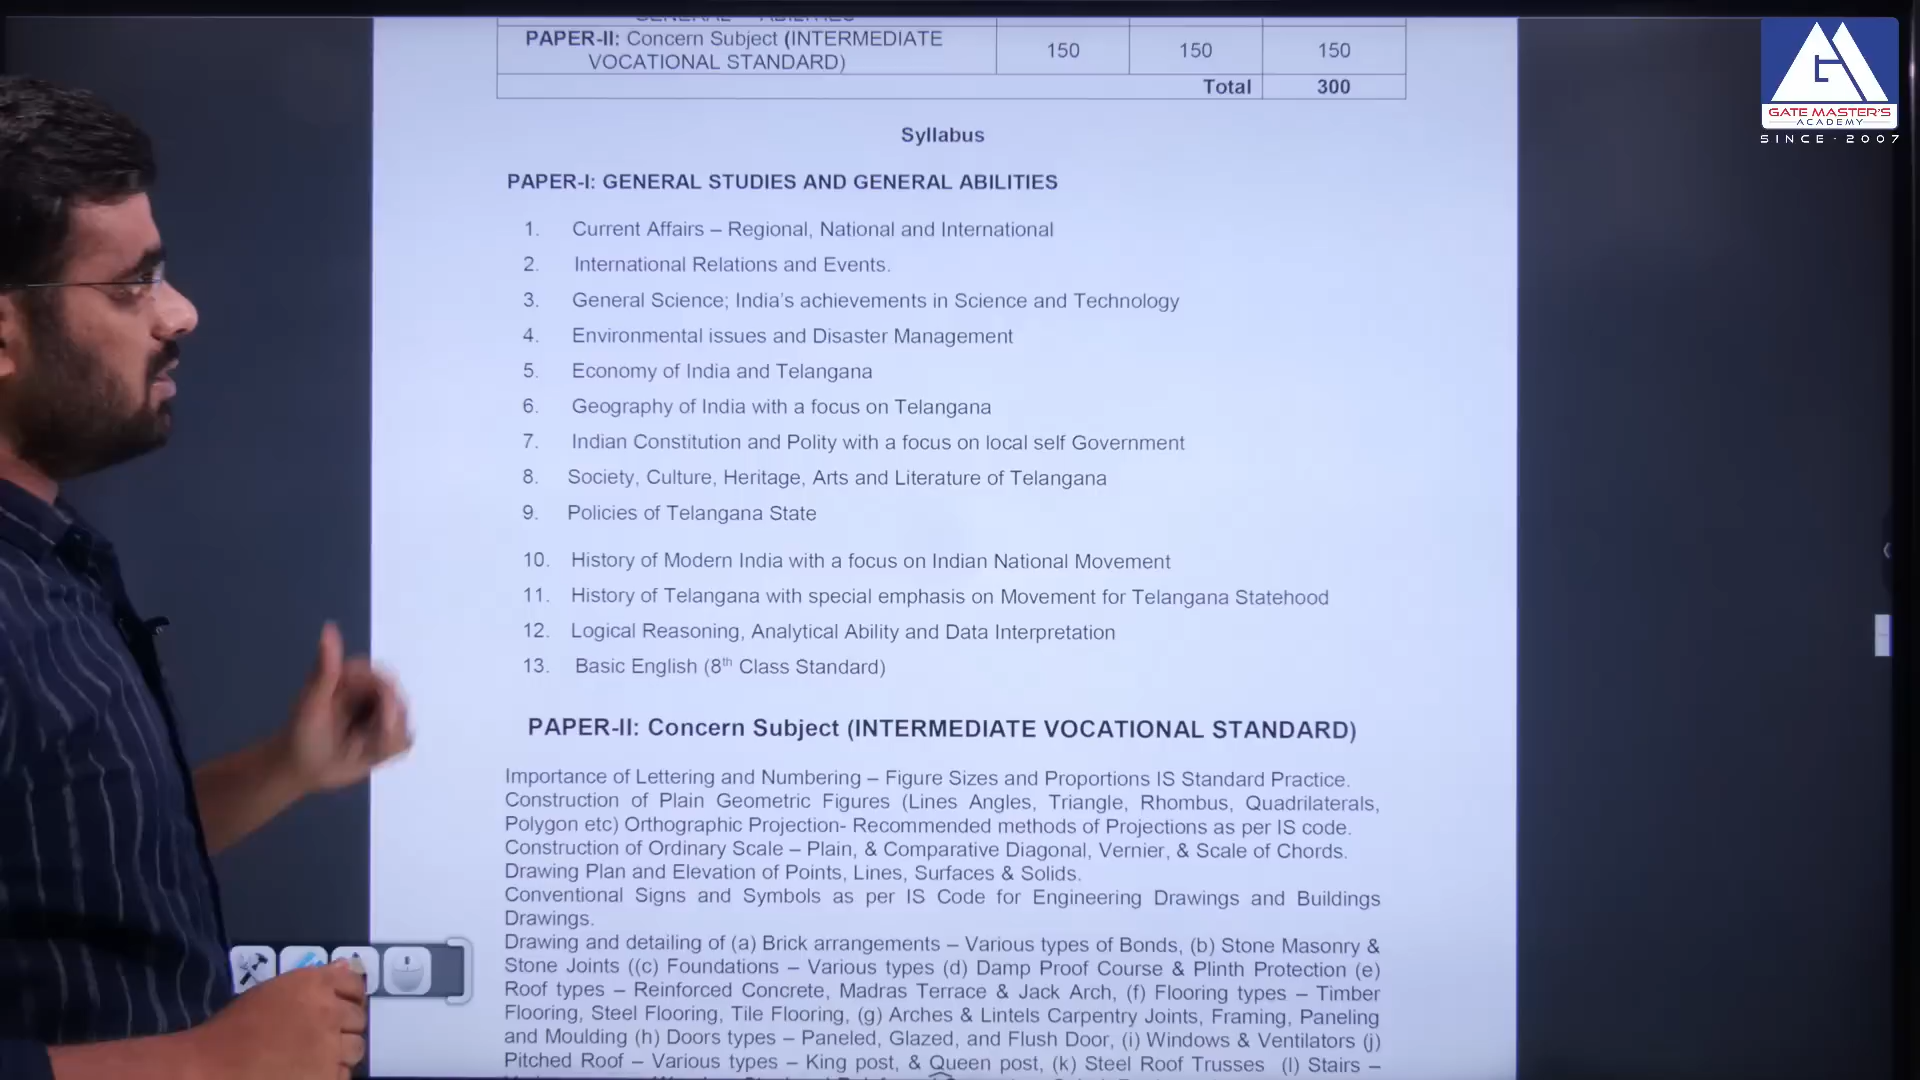 GENERAL ABILITIES
PAPER-II: Concern Subject (INTERMEDIATE
VOCATIONAL STANDARD)
150
150
150
Total
300
Syllabus
PAPER-I: GENERAL STUDIES AND GENERAL ABILITIES
1. Current Affairs – Regional, National and International
2. International Relations and Events.
3. General Science; India's achievements in Science and Technology
4. Environmental issues and Disaster Management
5. Economy of India and Telangana
6. Geography of India with a focus on Telangana
7. Indian Constitution and Polity with a focus on local self Government
8. Society, Culture, Heritage, Arts and Literature of Telangana
9. Policies of Telangana State
10. History of Modern India with a focus on Indian National Movement
11. History of Telangana with special emphasis on Movement for Telangana Statehood
12. Logical Reasoning, Analytical Ability and Data Interpretation
13. Basic English (8th Class Standard)
PAPER-II: Concern Subject (INTERMEDIATE VOCATIONAL STANDARD)
Importance of Lettering and Numbering – Figure Sizes and Proportions IS Standard Practice.
Construction of Plain Geometric Figures (Lines Angles, Triangle, Rhombus, Quadrilaterals,
Polygon etc) Orthographic Projection- Recommended methods of Projections as per IS code.
Construction of Ordinary Scale – Plain, & Comparative Diagonal, Vernier, & Scale of Chords.
Drawing Plan and Elevation of Points, Lines, Surfaces & Solids.
Conventional Signs and Symbols as per IS Code for Engineering Drawings and Buildings
Drawings.
Drawing and detailing of (a) Brick arrangements – Various types of Bonds, (b) Stone Masonry &
Stone Joints ((c) Foundations – Various types (d) Damp Proof Course & Plinth Protection (e)
Roof types – Reinforced Concrete, Madras Terrace & Jack Arch, (f) Flooring types – Timber
Flooring, Steel Flooring, Tile Flooring, (g) Arches & Lintels Carpentry Joints, Framing, Paneling
and Moulding (h) Doors types – Paneled, Glazed, and Flush Door, (i) Windows & Ventilators (j)
Pitched Roof – Various types – King post, & Queen post, (k) Steel Roof Trusses (l) Stairs –
GATE MASTER'S
ACADEMY
SINCE-2007